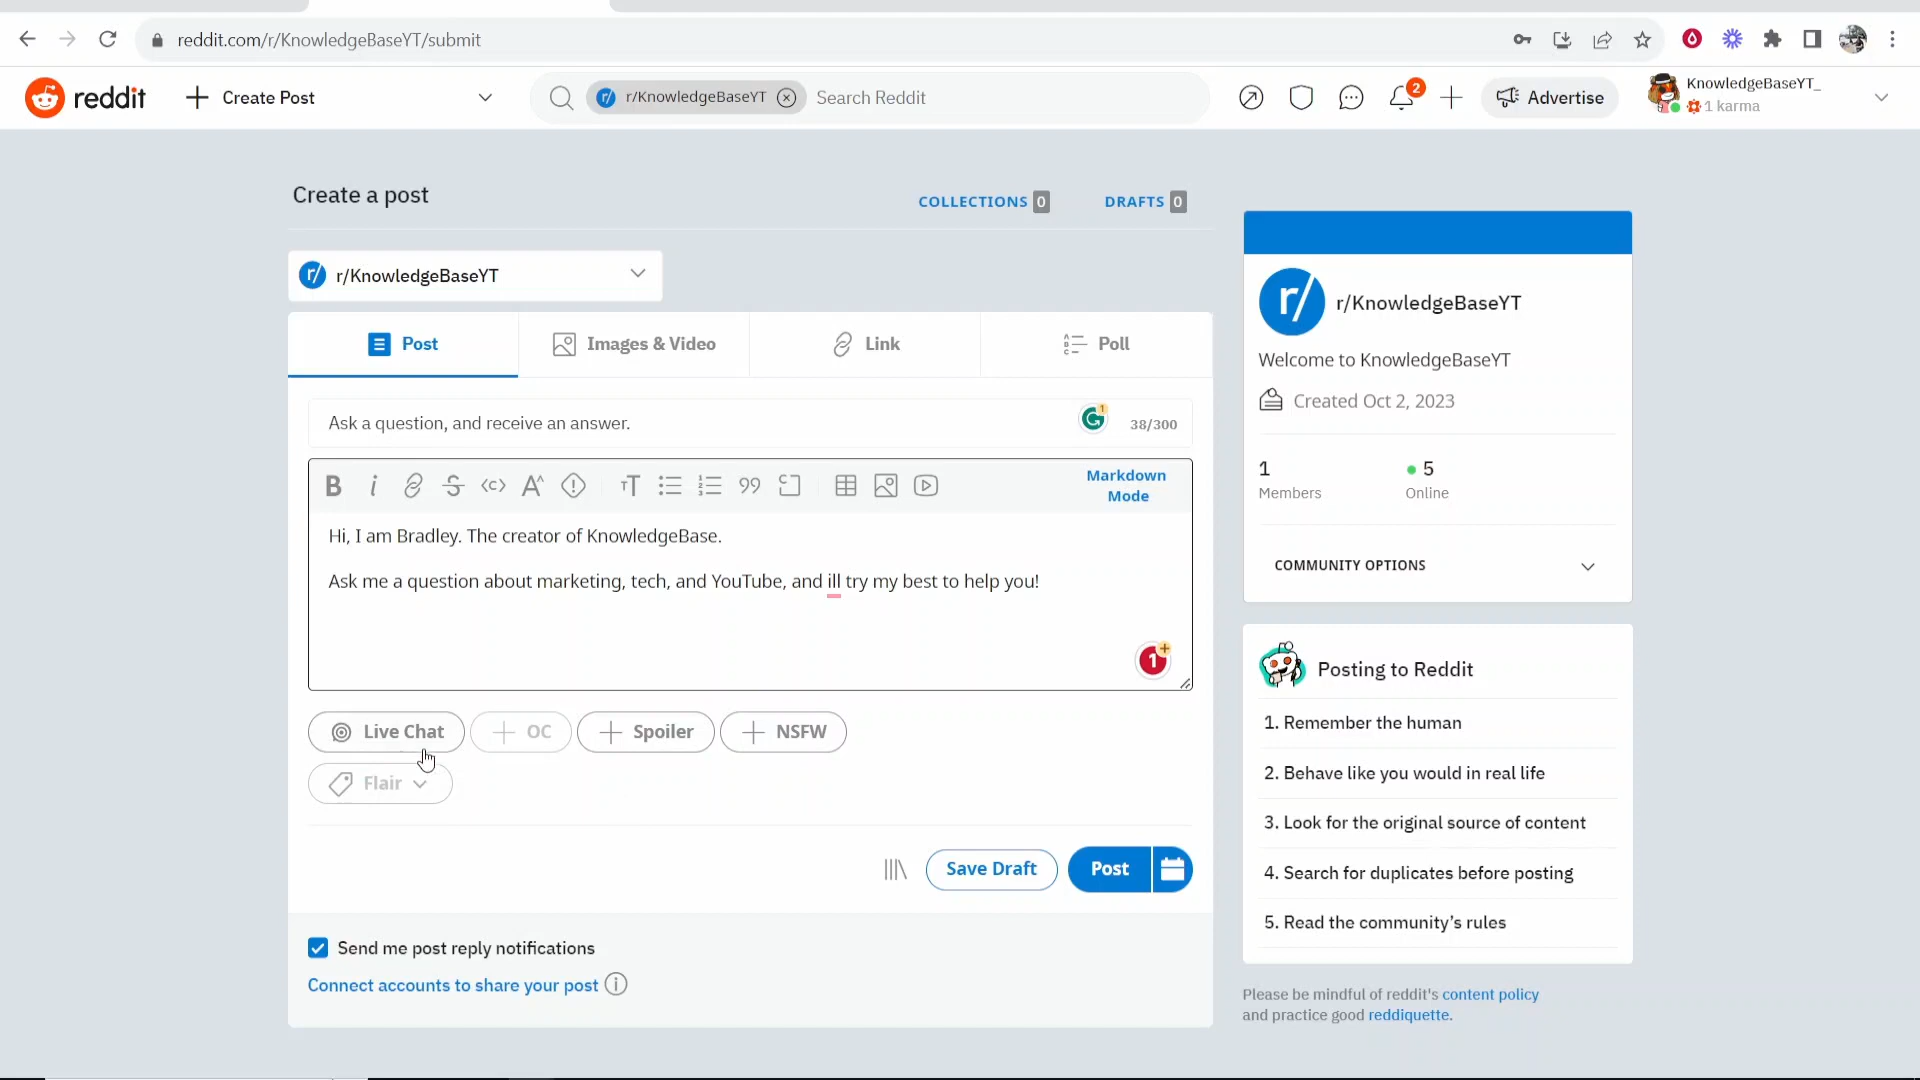 reddit.com/r/KnowledgeBaseYT/submit
reddit
Create Post
r/ r/KnowledgeBaseYT
Search Reddit
2
Advertise
KnowledgeBaseYT_
1 karma
Create a post
COLLECTIONS 0
DRAFTS 0
r/ r/KnowledgeBaseYT
Post
Images & Video
Link
Poll
Ask a question, and receive an answer.
1
38/300
Markdown
Mode
Hi, I am Bradley. The creator of KnowledgeBase.
Ask me a question about marketing, tech, and YouTube, and ill try my best to help you!
1
Live Chat
OC
Spoiler
NSFW
Flair
Save Draft
Post
Send me post reply notifications
Connect accounts to share your post
r/ r/KnowledgeBaseYT
Welcome to KnowledgeBaseYT
Created Oct 2, 2023
1
5
Members
Online
COMMUNITY OPTIONS
Posting to Reddit
1. Remember the human
2. Behave like you would in real life
3. Look for the original source of content
4. Search for duplicates before posting
5. Read the community's rules
Please be mindful of reddit's content policy
and practice good reddiquette.